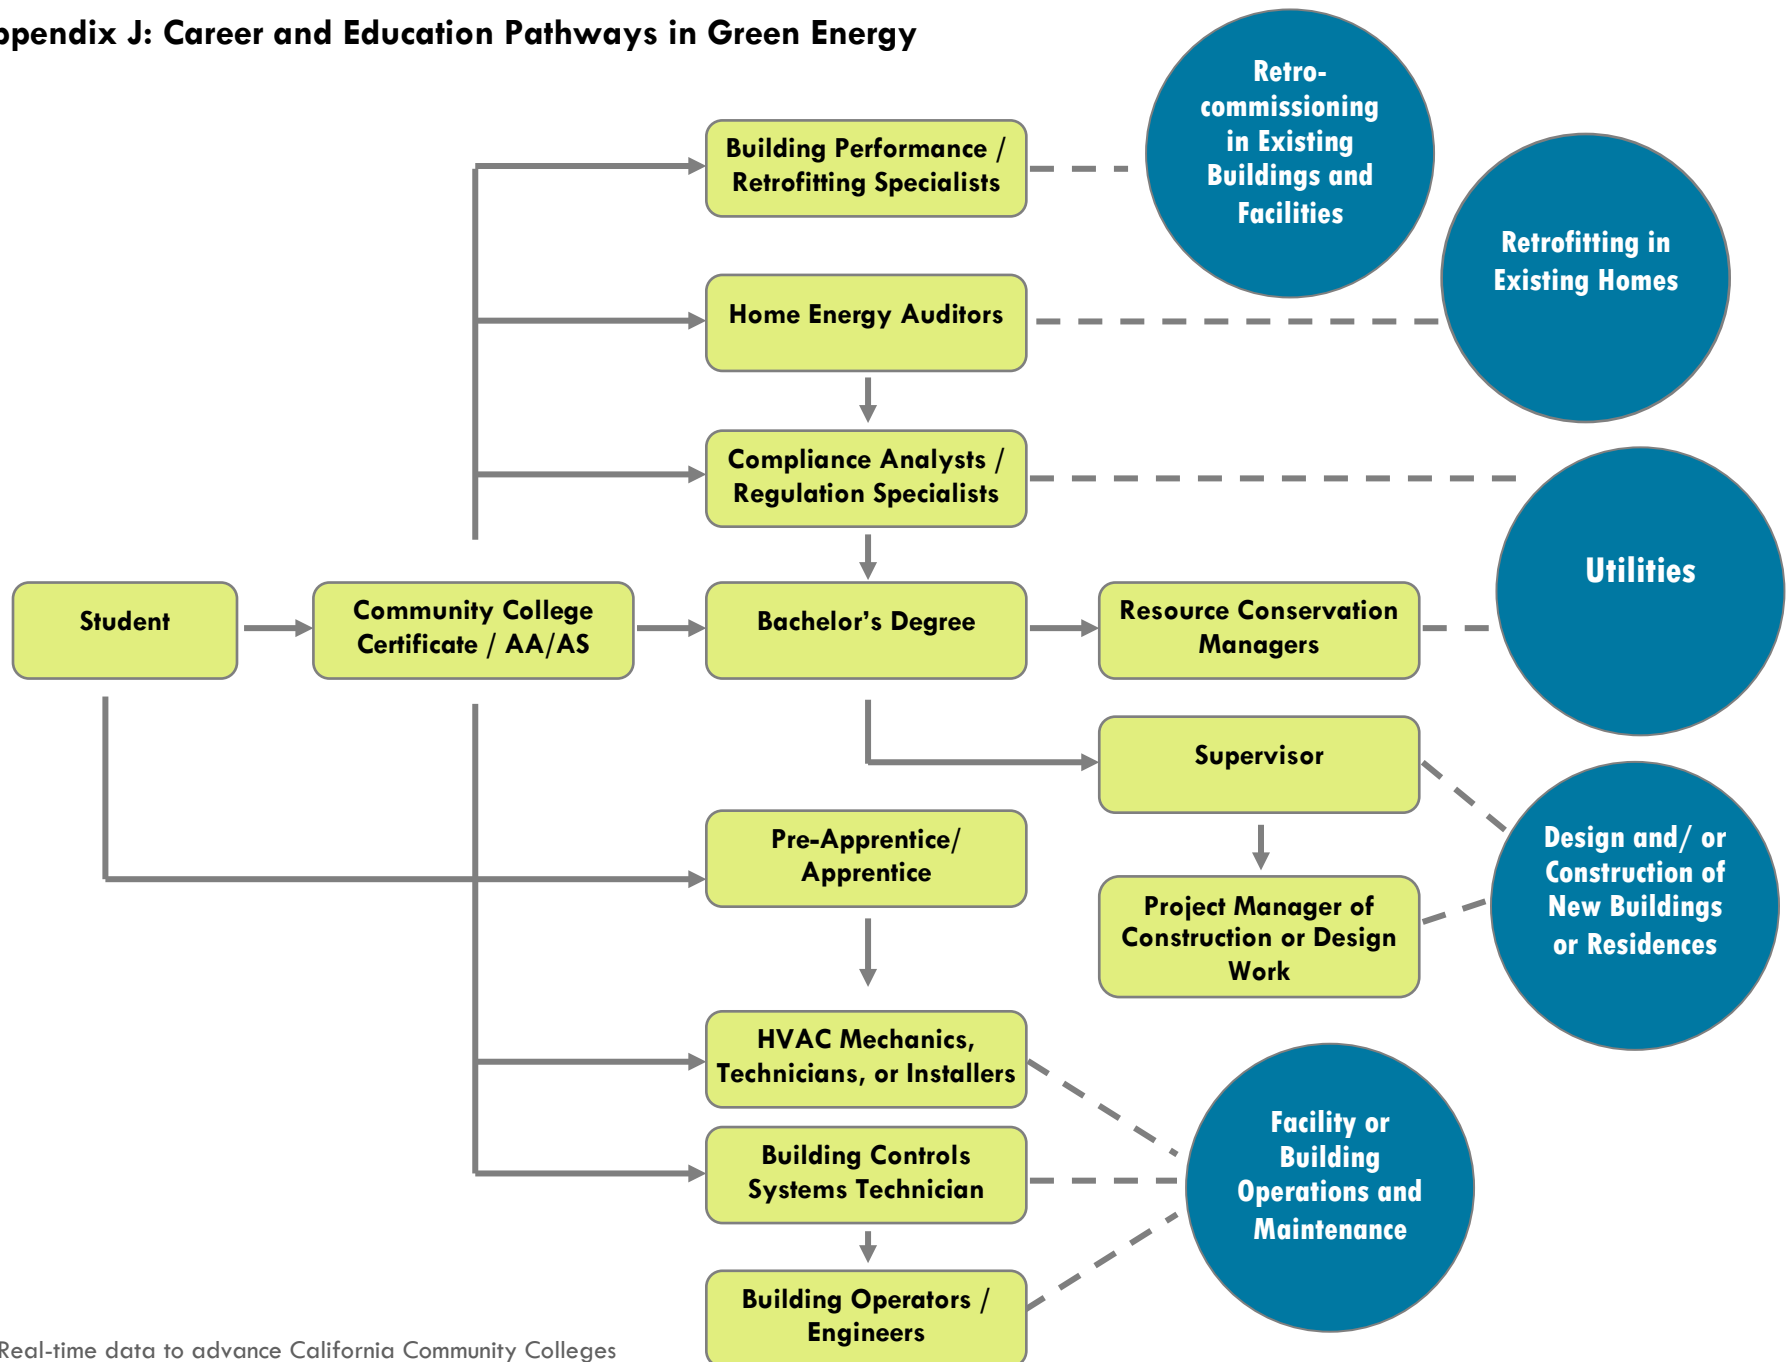 ppendix J: Career and Education Pathways in Green Energy
Retro-
commissioning
in Existing
Buildings and
Facilities
Building Performance /
Retrofitting Specialists
Retrofitting in
Existing Homes
Home Energy Auditors
Compliance Analysts /
Regulation Specialists
Utilities
Student
Community College
Certificate / AA/AS
Bachelor’s Degree
Resource Conservation
Managers
Supervisor
Pre-Apprentice/
Apprentice
Design and/ or
Construction of
New Buildings
or Residences
Project Manager of
Construction or Design
Work
HVAC Mechanics,
Technicians, or Installers
Facility or
Building
Operations and
Maintenance
Building Controls
Systems Technician
Building Operators /
Engineers
Real-time data to advance California Community Colleges